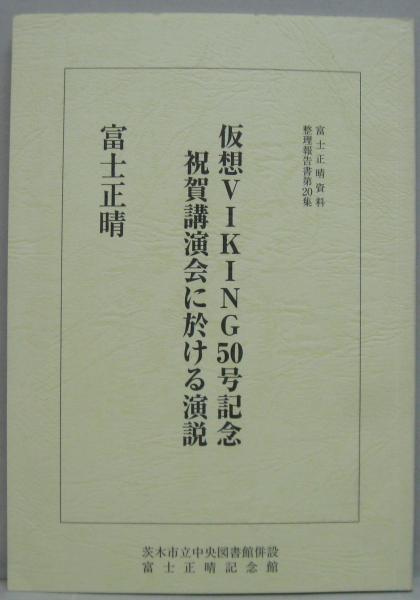 富士正晴資料
整理報告書第20集
仮想VIKING50号記念
祝賀講演会に於ける演説
富士正晴
茨木市立中央図書館併設
富士正晴記念館